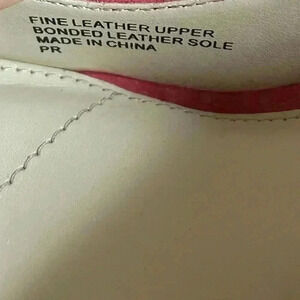 FINE LEATHER UPPER
BONDED LEATHER SOLE
MADE IN CHINA
PR